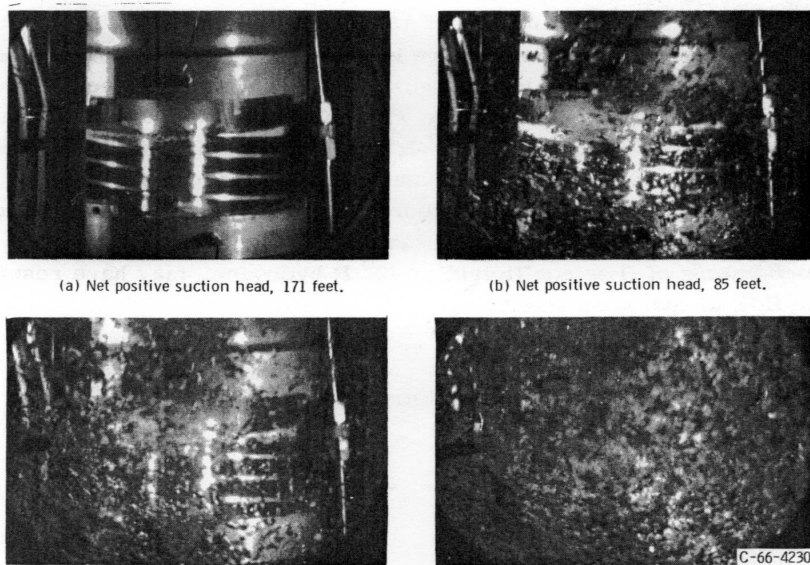 (a) Net positive suction head, 171 feet.
(b) Net positive suction head, 85 feet.
C-66-4230